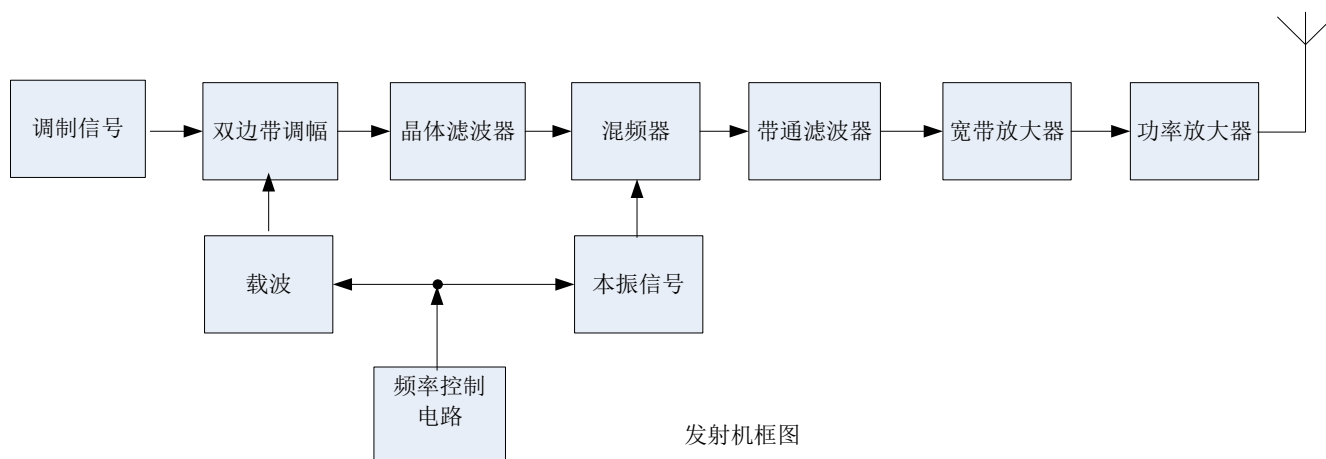 调制信号
双边带调幅
晶体滤波器
混频器
带通滤波器
宽带放大器
功率放大器
载波
本振信号
频率控制
电路
发射机框图